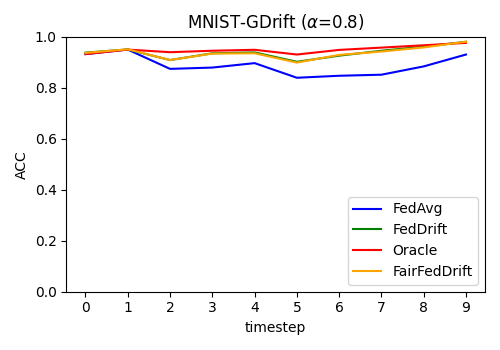 MNIST-GDrift (α=0.8)
1.0
0.8
0.6
0.4
0.2
0.0
ACC
FedAvg
FedDrift
Oracle
FairFedDrift
0 1 2 3 4 5 6 7 8 9
timestep